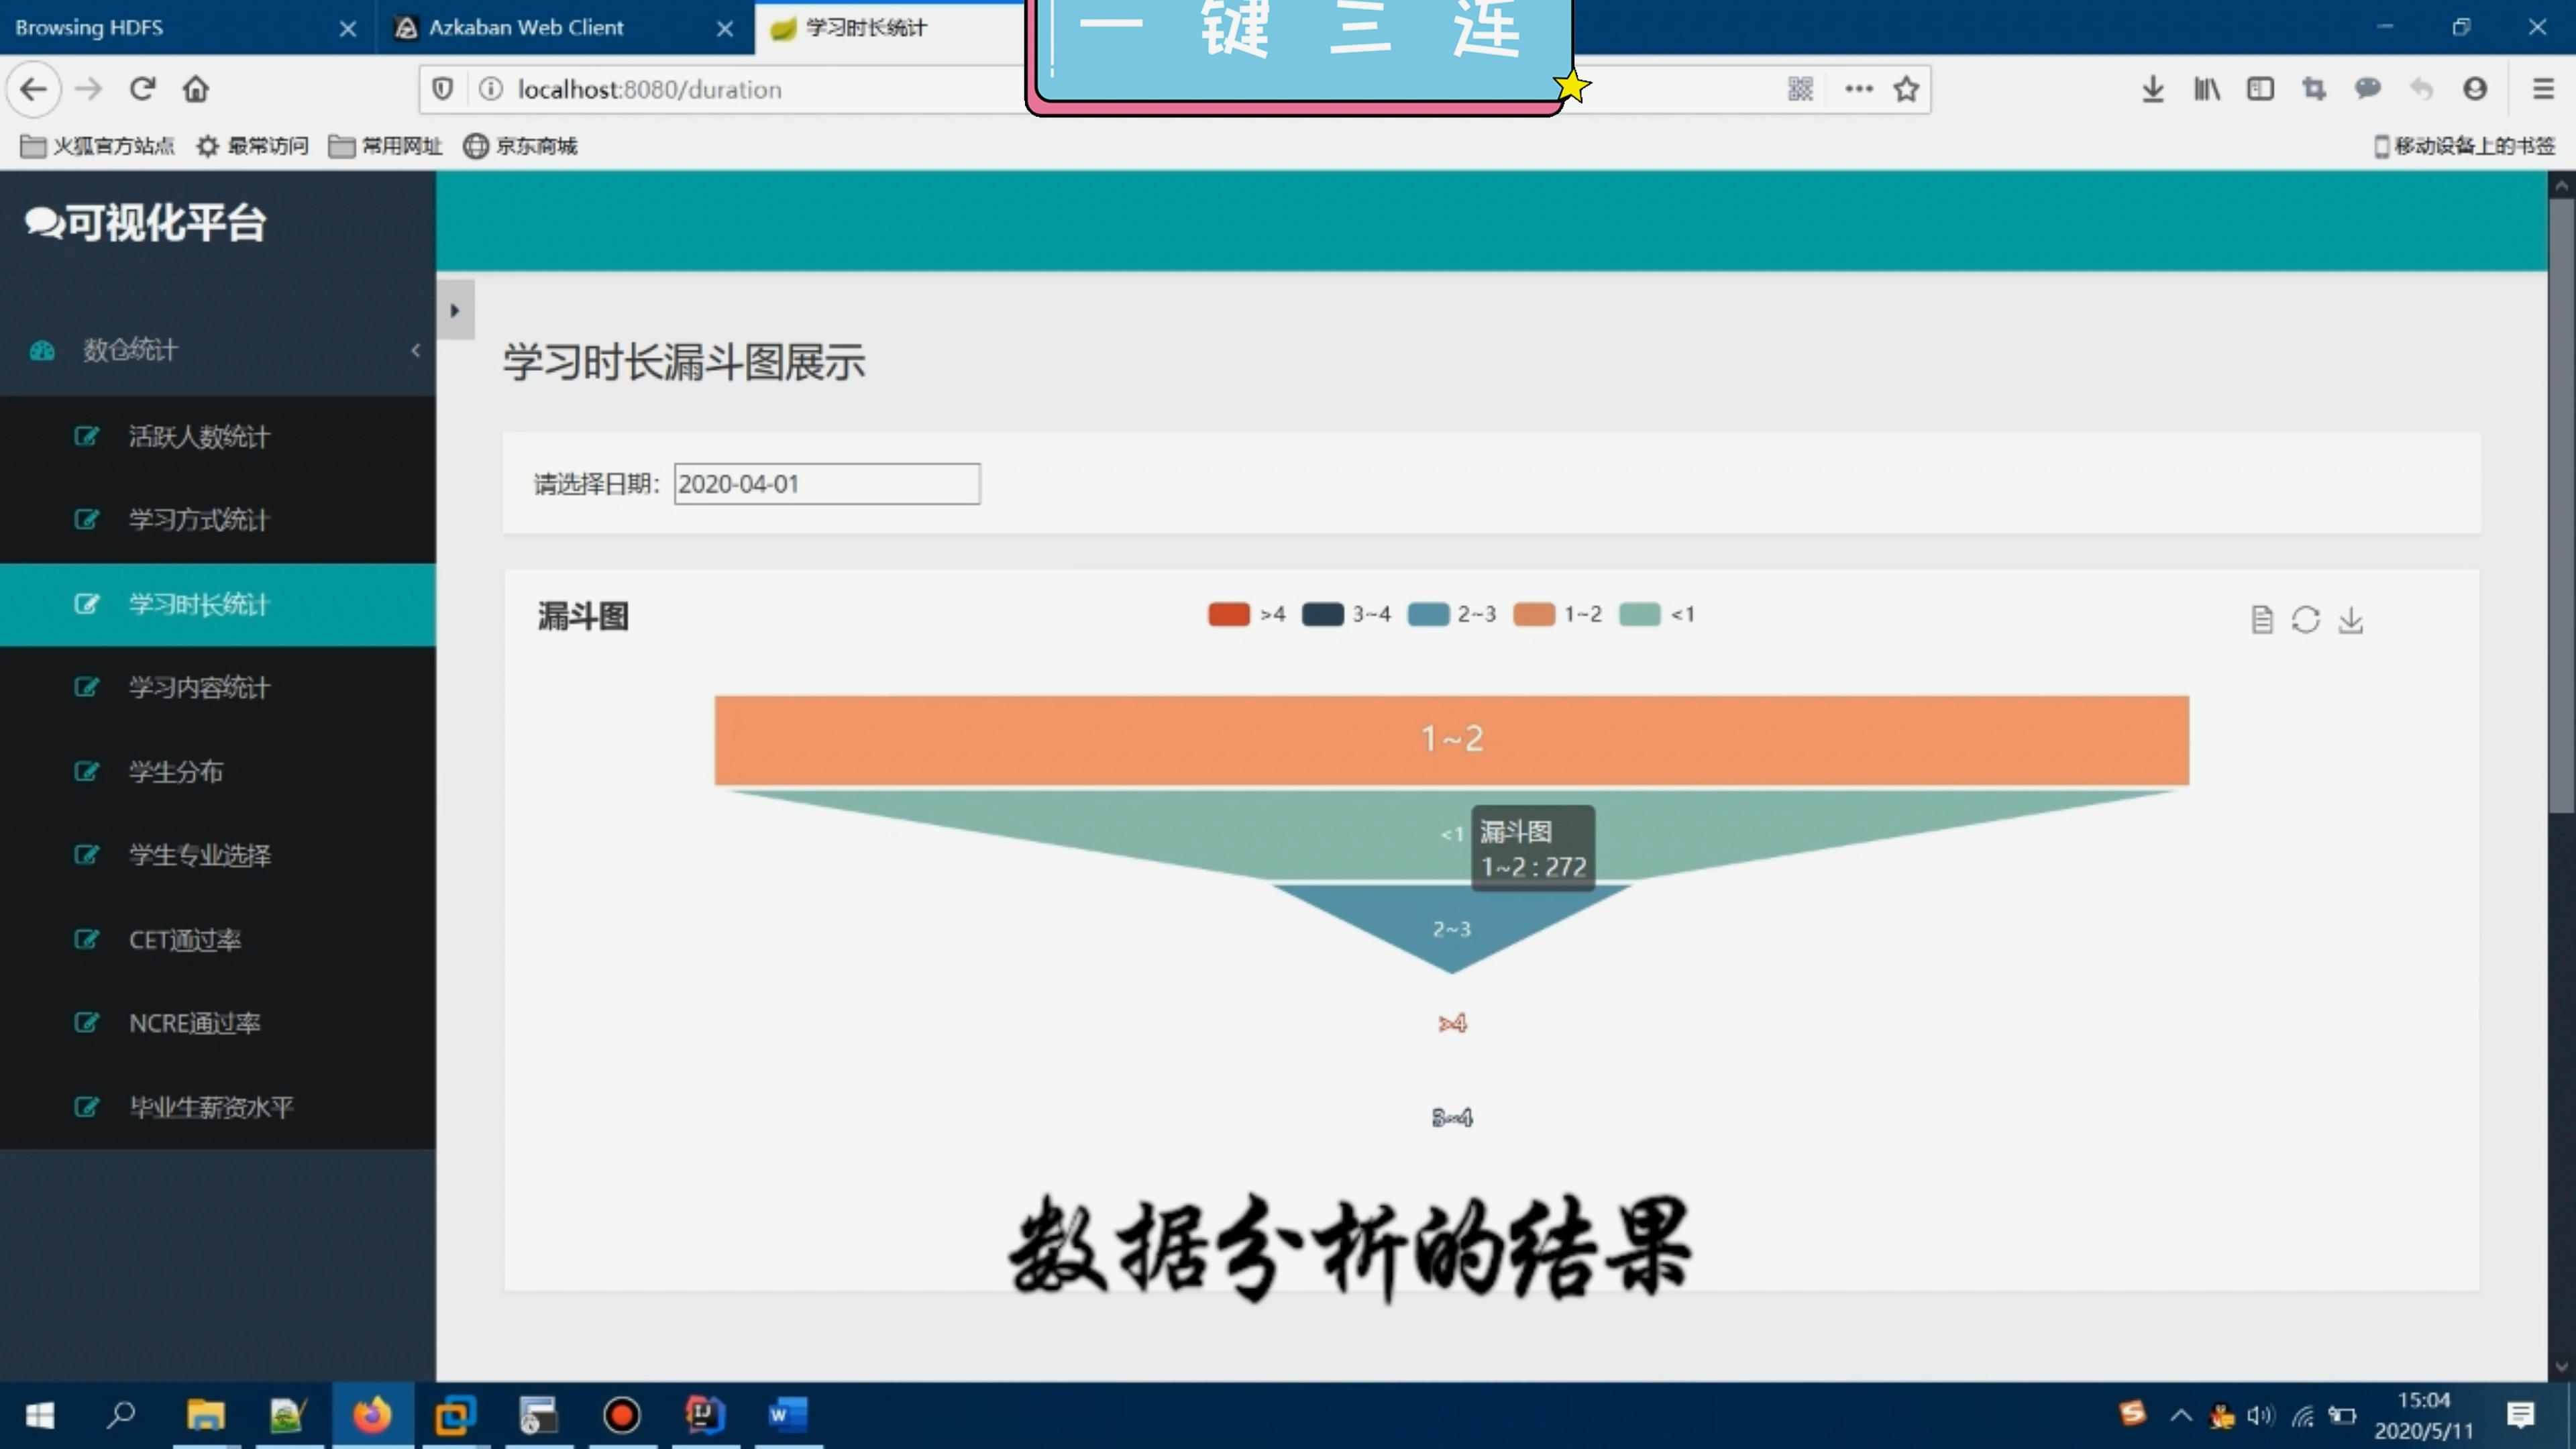 Browsing HDFS
Azkaban Web Client
学习时长统计
一键三连
localhost:8080/duration
火狐官方站点
最常访问
常用网址
京东商城
移动设备上的书签
可视化平台
数仓统计
活跃人数统计
学习方式统计
学习时长统计
学习内容统计
学生分布
学生专业选择
CET通过率
NCRE通过率
毕业生薪资水平
学习时长漏斗图展示
请选择日期: 2020-04-01
漏斗图
>4 3~4 2~3 1~2 <1
1~2
<1
漏斗图
1~2 : 272
2~3
>4
3~4
数据分析的结果
15:04
2020/5/11